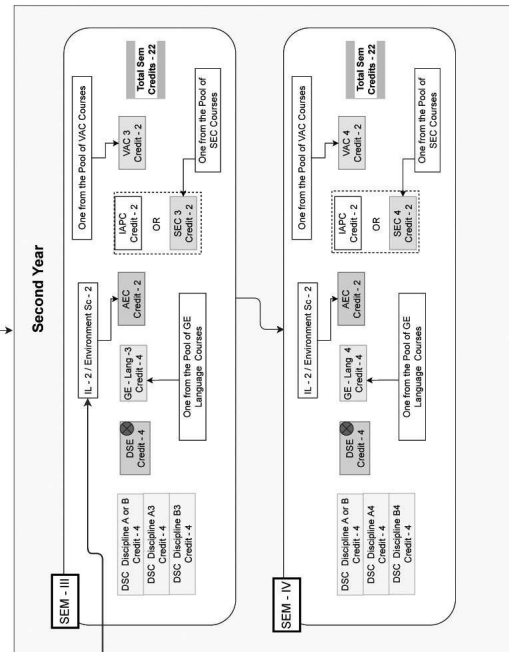 Second Year
SEM - III
DSC Discipline A or B
Credit - 4
DSC Discipline A3
Credit - 4
DSC Discipline B3
Credit - 4
DSE
Credit - 4
GE - Lang -3
Credit - 4
One from the Pool of GE
Language Courses
IL - 2 / Environment Sc - 2
AEC
Credit - 2
IAPC
Credit - 2
OR
SEC 3
Credit - 2
One from the Pool of
SEC Courses
One from the Pool of VAC Courses
VAC 3
Credit - 2
Total Sem
Credits - 22
SEM - IV
DSC Discipline A or B
Credit - 4
DSC Discipline A4
Credit - 4
DSC Discipline B4
Credit - 4
DSE
Credit - 4
GE - Lang 4
Credit - 4
One from the Pool of GE
Language Courses
IL - 2 / Environment Sc - 2
AEC
Credit - 2
IAPC
Credit - 2
OR
SEC 4
Credit - 2
One from the Pool of
SEC Courses
One from the Pool of VAC Courses
VAC 4
Credit - 2
Total Sem
Credits - 22